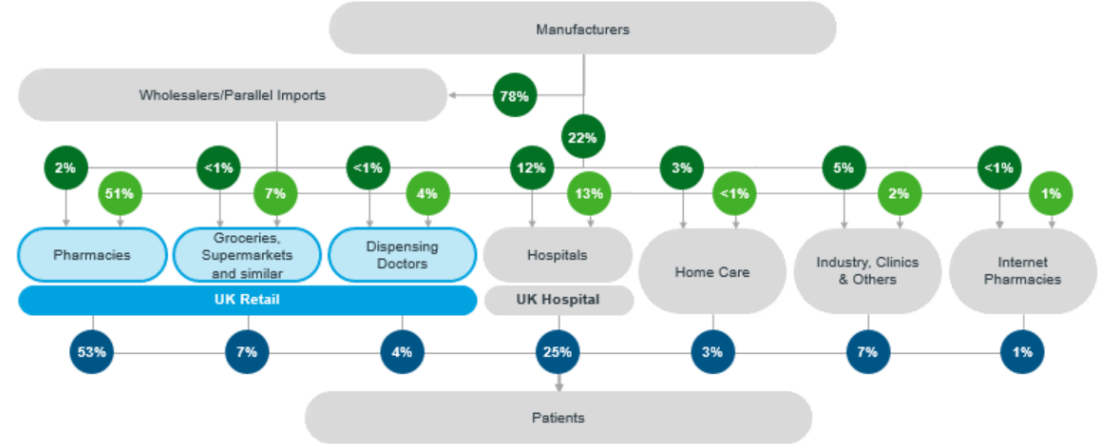 Manufacturers
Wholesalers/Parallel Imports
78%
22%
2%
<1%
<1%
12%
3%
5%
<1%
51%
7%
4%
13%
<1%
2%
1%
Pharmacies
Groceries,
Supermarkets
and similar
Dispensing
Doctors
Hospitals
Home Care
Industry, Clinics
& Others
Internet
Pharmacies
UK Retail
UK Hospital
53%
7%
4%
25%
3%
7%
1%
Patients